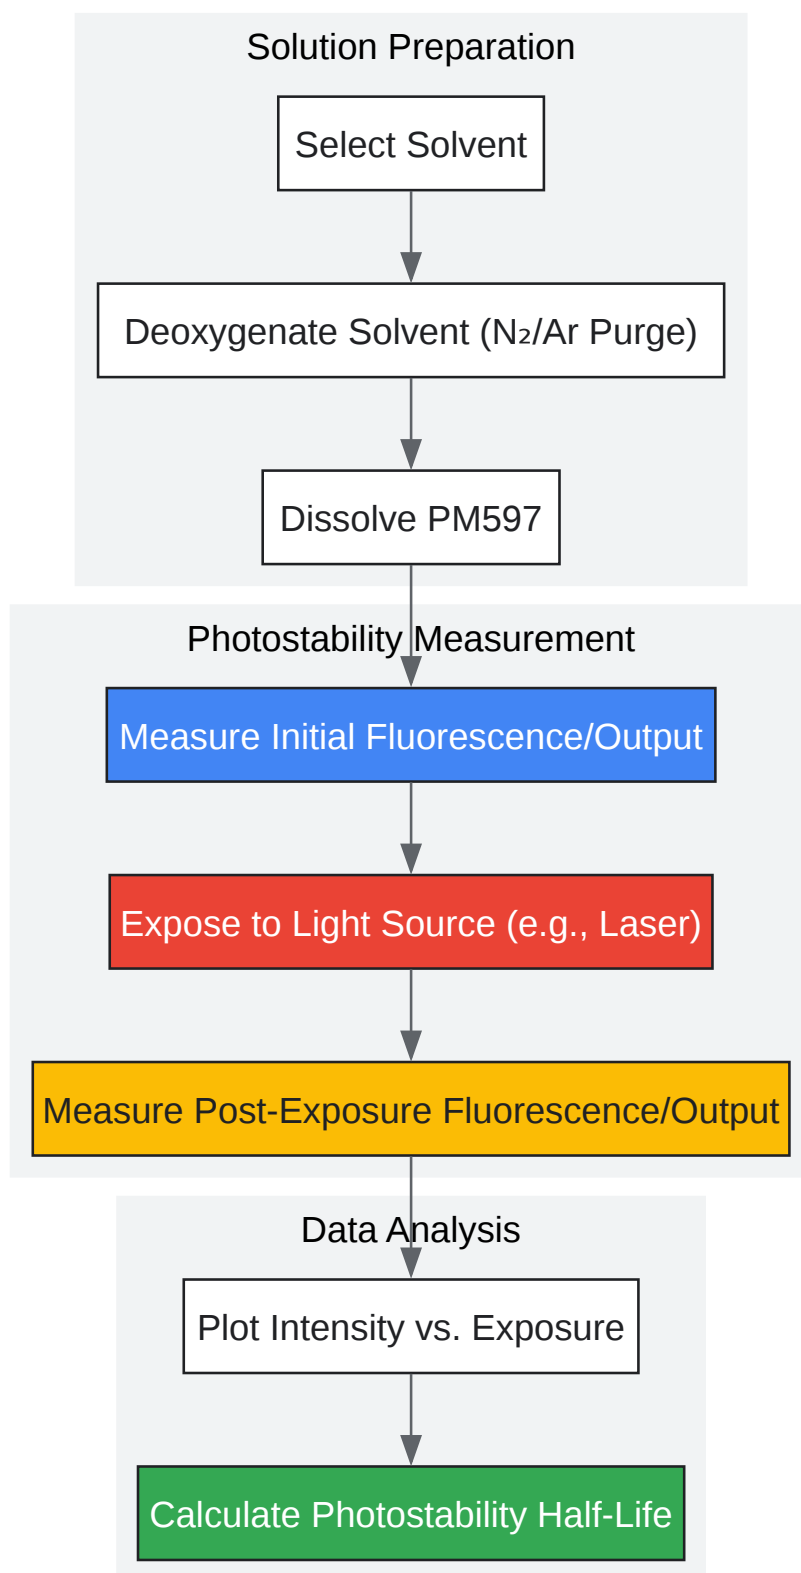 Solution Preparation
Select Solvent
Deoxygenate Solvent (N₂/Ar Purge)
Dissolve PM597
Photostability Measurement
Measure Initial Fluorescence/Output
Expose to Light Source (e.g., Laser)
Measure Post-Exposure Fluorescence/Output
Data Analysis
Plot Intensity vs. Exposure
Calculate Photostability Half-Life